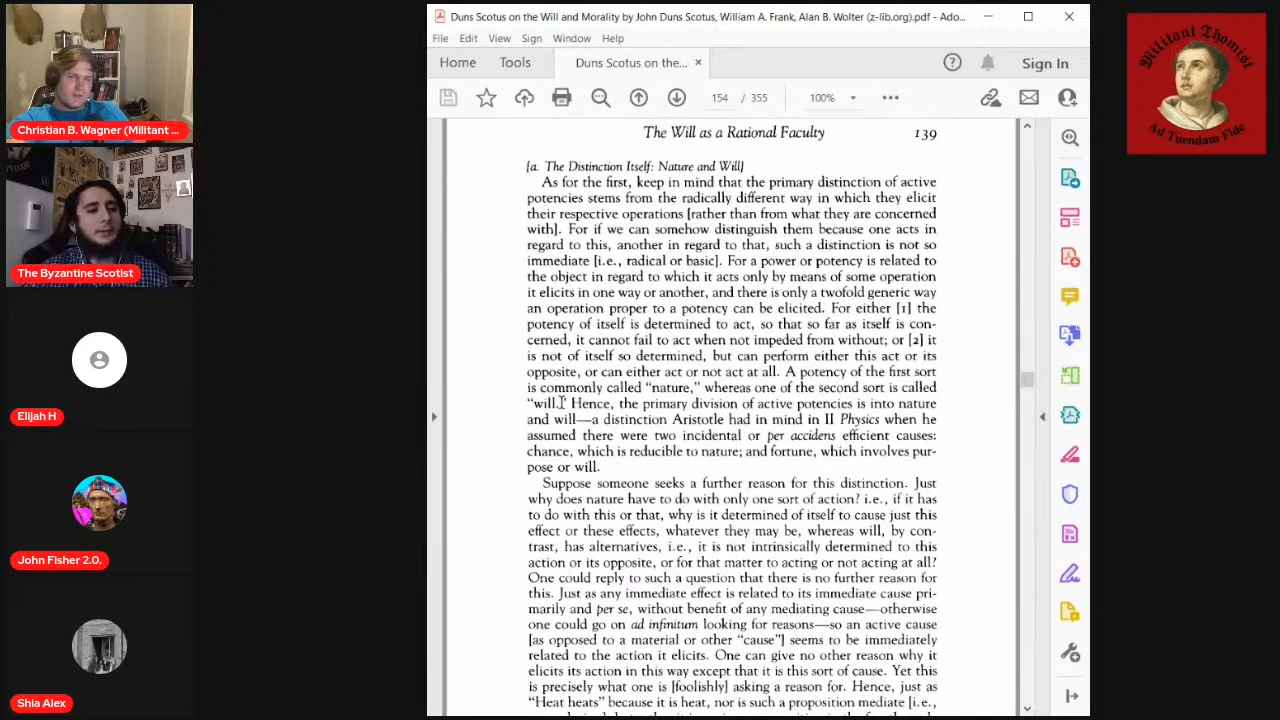 Duns Scotus on the Will and Morality by John Duns Scotus, William A. Frank, Alan B. Wolter (z-lib.org).pdf - Ado...
File Edit View Sign Window Help
Home Tools Duns Scotus on the... Sign In
154 / 355 100%
The Will as a Rational Faculty 139
[a. The Distinction Itself: Nature and Will]
As for the first, keep in mind that the primary distinction of active
potencies stems from the radically different way in which they elicit
their respective operations [rather than from what they are concerned
with]. For if we can somehow distinguish them because one acts in
regard to this, another in regard to that, such a distinction is not so
immediate [i.e., radical or basic]. For a power or potency is related to
the object in regard to which it acts only by means of some operation
it elicits in one way or another, and there is only a twofold generic way
an operation proper to a potency can be elicited. For either [1] the
potency of itself is determined to act, so that so far as itself is con-
cerned, it cannot fail to act when not impeded from without; or [2] it
is not of itself so determined, but can perform either this act or its
opposite, or can either act or not act at all. A potency of the first sort
is commonly called “nature,” whereas one of the second sort is called
“will.” Hence, the primary division of active potencies is into nature
and will—a distinction Aristotle had in mind in II Physics when he
assumed there were two incidental or per accidens efficient causes:
chance, which is reducible to nature; and fortune, which involves pur-
pose or will.
Suppose someone seeks a further reason for this distinction. Just
why does nature have to do with only one sort of action? i.e., if it has
to do with this or that, why is it determined of itself to cause just this
effect or these effects, whatever they may be, whereas will, by con-
trast, has alternatives, i.e., it is not intrinsically determined to this
action or its opposite, or for that matter to acting or not acting at all?
One could reply to such a question that there is no further reason for
this. Just as any immediate effect is related to its immediate cause pri-
marily and per se, without benefit of any mediating cause—otherwise
one could go on ad infinitum looking for reasons—so an active cause
[as opposed to a material or other “cause”] seems to be immediately
related to the action it elicits. One can give no other reason why it
elicits its action in this way except that it is this sort of cause. Yet this
is precisely what one is [foolishly] asking a reason for. Hence, just as
“Heat heats” because it is heat, nor is such a proposition mediate [i.e.,
Christian B. Wagner (Militant ...
The Byzantine Scotist
Elijah H
John Fisher 2.0.
Shia Alex
Militant Thomist
Ad Tuendam Fide